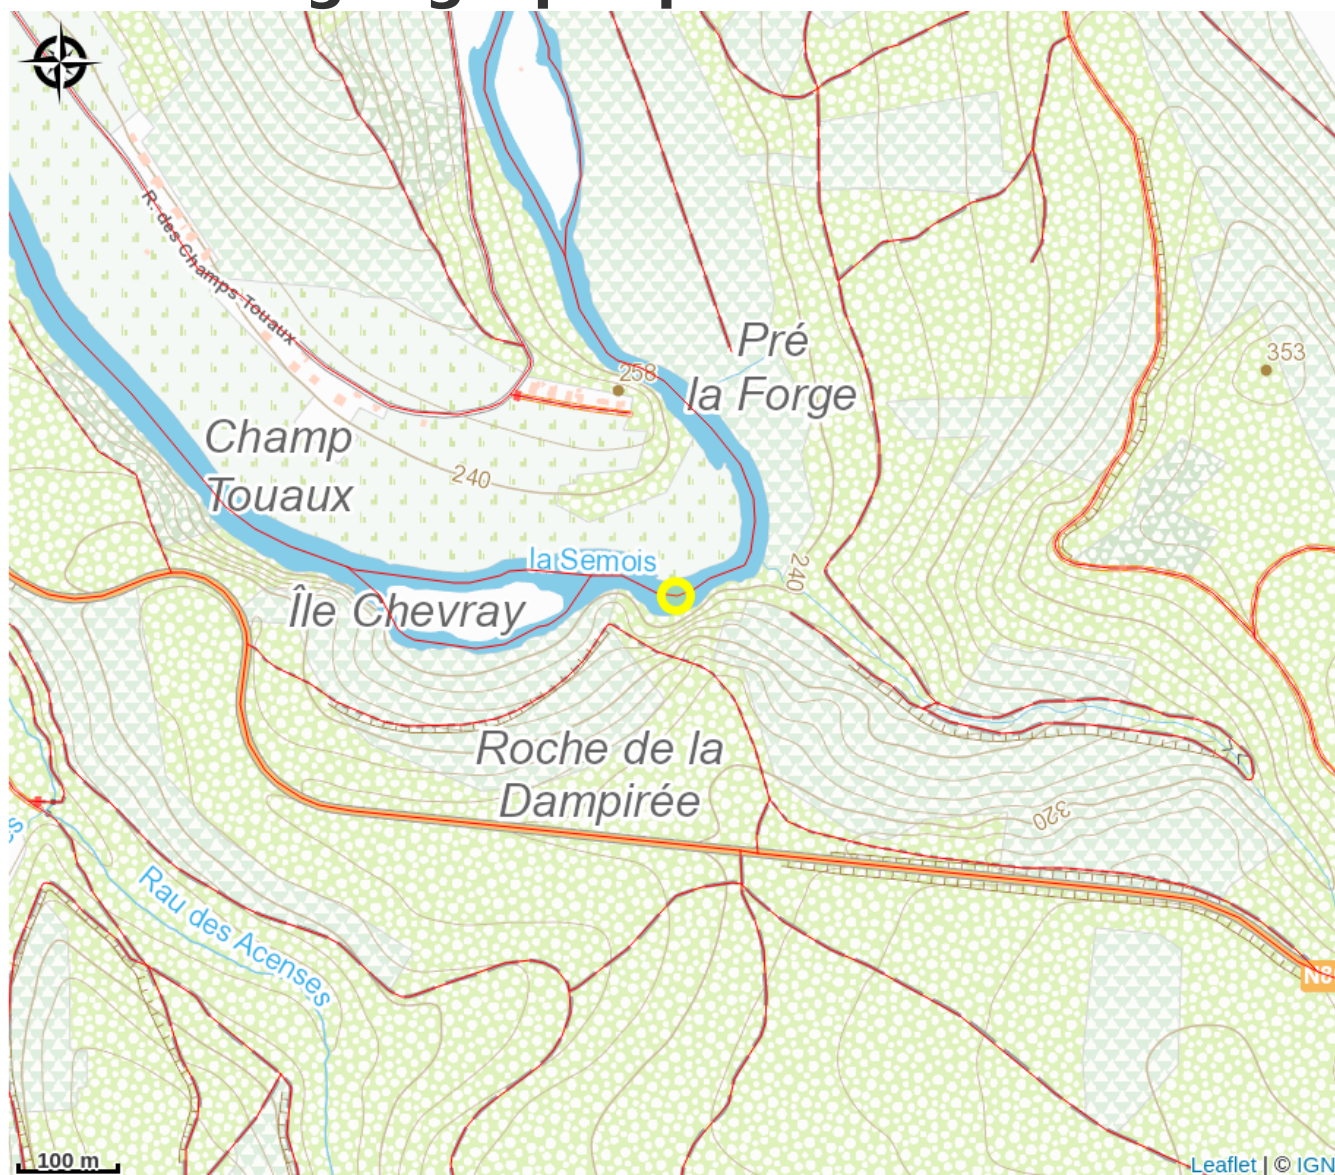 R. des Champs Touaux
Pré
la Forge
258
353
Champ
Touaux
240
la Semois
240
Île Chevray
Roche de la
Dampirée
320
Rau des Acenses
100 m
Leaflet | © IGN